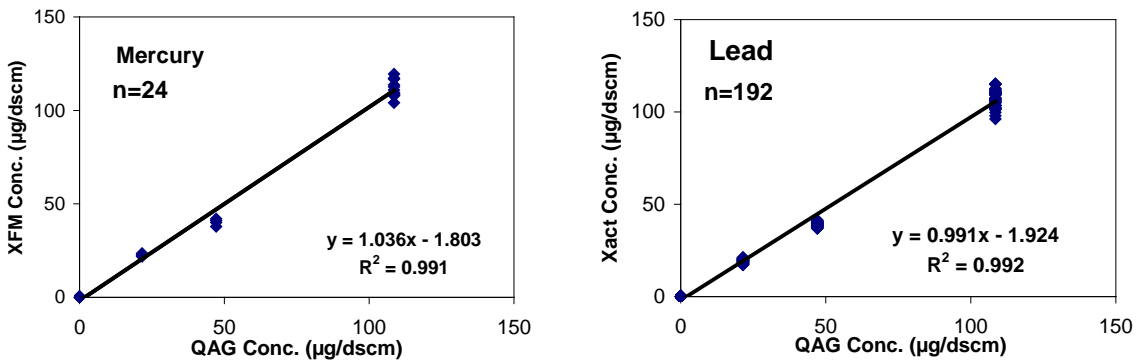 Mercury
n=24
y = 1.036x - 1.803
R² = 0.991
XFM Conc. (µg/dscm)
150
100
50
0
0 50 100 150
QAG Conc. (µg/dscm)
Lead
n=192
y = 0.991x - 1.924
R² = 0.992
Xact Conc. (µg/dscm)
150
100
50
0
0 50 100 150
QAG Conc. (µg/dscm)